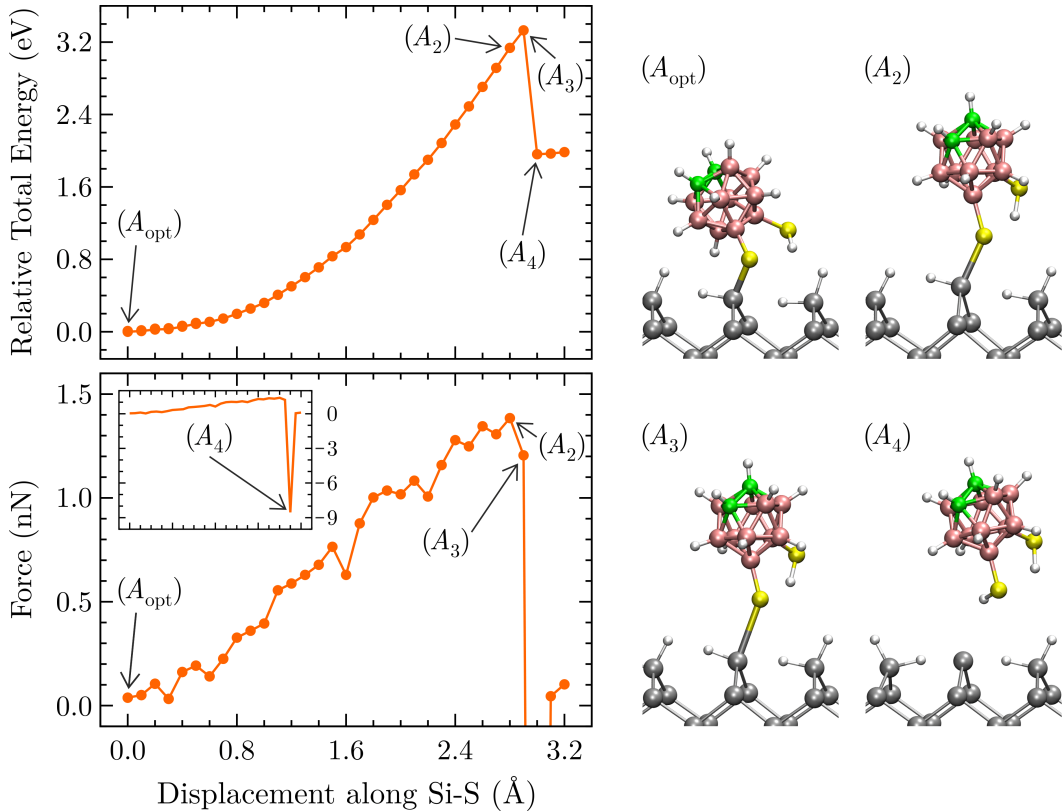 Relative Total Energy (eV)
3.2
2.4
1.6
0.8
0.0
(A₂)
(A₃)
(A₄)
(Aopt)
Force (nN)
1.5
1.0
0.5
0.0
0
−3
−6
−9
(A₄)
(A₂)
(A₃)
(Aopt)
0.0 0.8 1.6 2.4 3.2
Displacement along Si-S (Å)
(Aopt) (A₂)
(A₃) (A₄)